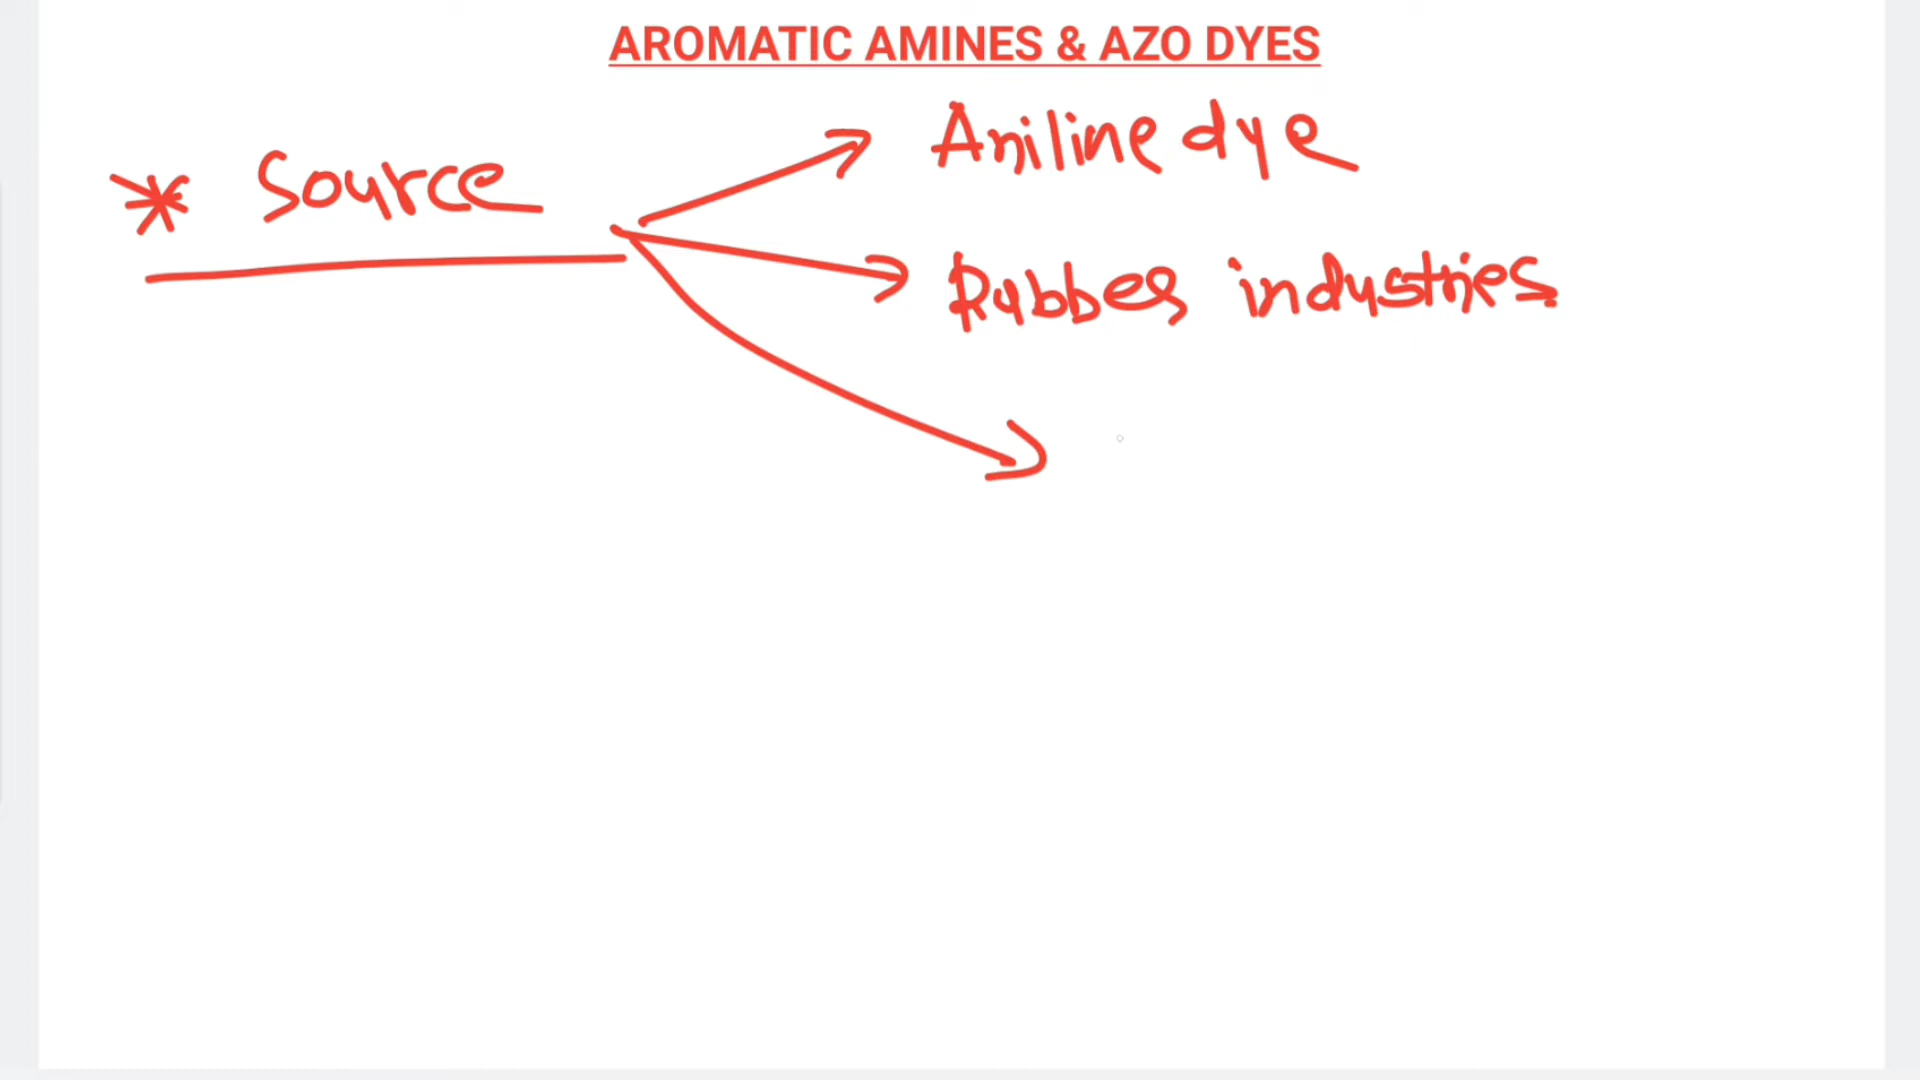 AROMATIC AMINES & AZO DYES
* Source
Aniline dye
Rubber industries